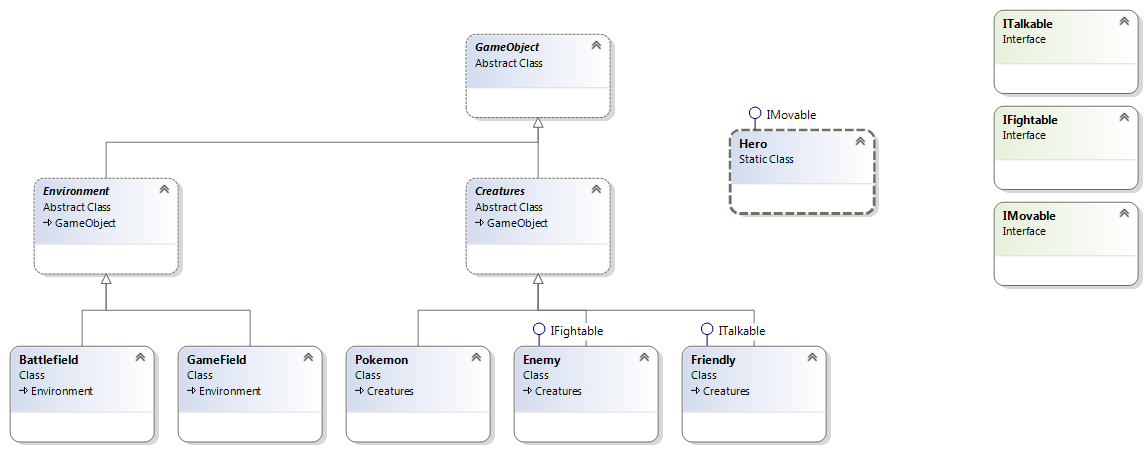 GameObject
Abstract Class
ITalkable
Interface
IMovable
Hero
Static Class
IFightable
Interface
IMovable
Interface
Environment
Abstract Class
GameObject
Creatures
Abstract Class
GameObject
IFightable
ITalkable
Battlefield
Class
Environment
GameField
Class
Environment
Pokemon
Class
Creatures
Enemy
Class
Creatures
Friendly
Class
Creatures